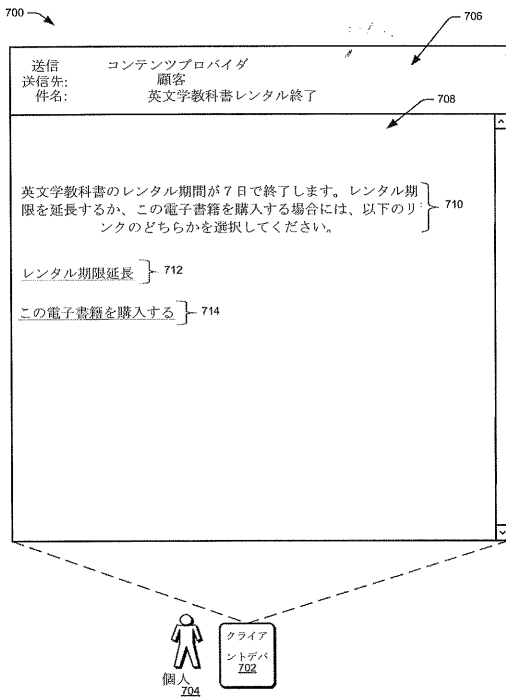 700
706
送信 コンテンツプロバイダ
送信先: 顧客
件名: 英文学教科書レンタル終了
708
英文学教科書のレンタル期間が7日で終了します。レンタル期
限を延長するか、この電子書籍を購入する場合には、以下のリ
ンクのどちらかを選択してください。
710
レンタル期限延長 712
この電子書籍を購入する 714
クライア
ントデバ
702
個人
704